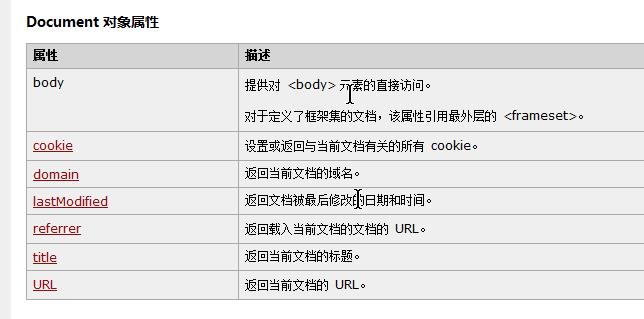 Document 对象属性
属性 描述
body 提供对 <body> 元素的直接访问。
对于定义了框架集的文档，该属性引用最外层的 <frameset>。
cookie 设置或返回与当前文档有关的所有 cookie。
domain 返回当前文档的域名。
lastModified 返回文档被最后修改的日期和时间。
referrer 返回载入当前文档的文档的 URL。
title 返回当前文档的标题。
URL 返回当前文档的 URL。